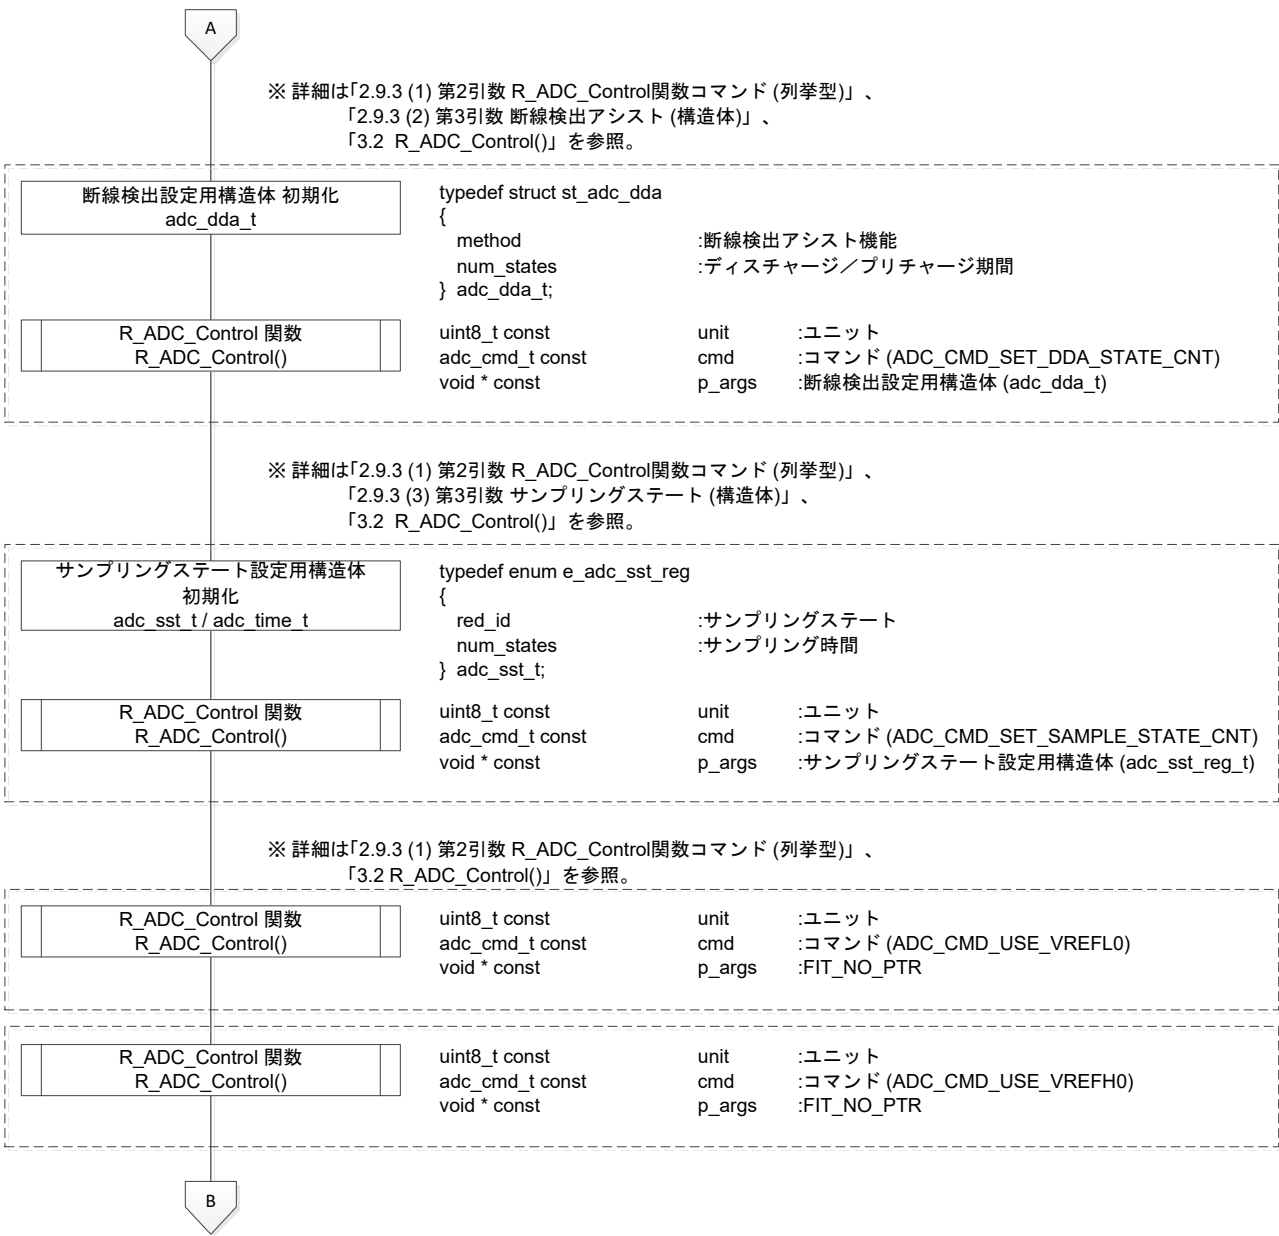 A
※ 詳細は「2.9.3 (1) 第2引数 R_ADC_Control関数コマンド (列挙型)」、
「2.9.3 (2) 第3引数 断線検出アシスト (構造体)」、
「3.2 R_ADC_Control()」を参照。
断線検出設定用構造体 初期化
adc_dda_t
typedef struct st_adc_dda
{
method :断線検出アシスト機能
num_states :ディスチャージ／プリチャージ期間
} adc_dda_t;
R_ADC_Control 関数
R_ADC_Control()
uint8_t const unit :ユニット
adc_cmd_t const cmd :コマンド (ADC_CMD_SET_DDA_STATE_CNT)
void * const p_args :断線検出設定用構造体 (adc_dda_t)
※ 詳細は「2.9.3 (1) 第2引数 R_ADC_Control関数コマンド (列挙型)」、
「2.9.3 (3) 第3引数 サンプリングステート (構造体)」、
「3.2 R_ADC_Control()」を参照。
サンプリングステート設定用構造体
初期化
adc_sst_t / adc_time_t
typedef enum e_adc_sst_reg
{
red_id :サンプリングステート
num_states :サンプリング時間
} adc_sst_t;
R_ADC_Control 関数
R_ADC_Control()
uint8_t const unit :ユニット
adc_cmd_t const cmd :コマンド (ADC_CMD_SET_SAMPLE_STATE_CNT)
void * const p_args :サンプリングステート設定用構造体 (adc_sst_reg_t)
※ 詳細は「2.9.3 (1) 第2引数 R_ADC_Control関数コマンド (列挙型)」、
「3.2 R_ADC_Control()」を参照。
R_ADC_Control 関数
R_ADC_Control()
uint8_t const unit :ユニット
adc_cmd_t const cmd :コマンド (ADC_CMD_USE_VREFL0)
void * const p_args :FIT_NO_PTR
R_ADC_Control 関数
R_ADC_Control()
uint8_t const unit :ユニット
adc_cmd_t const cmd :コマンド (ADC_CMD_USE_VREFH0)
void * const p_args :FIT_NO_PTR
B